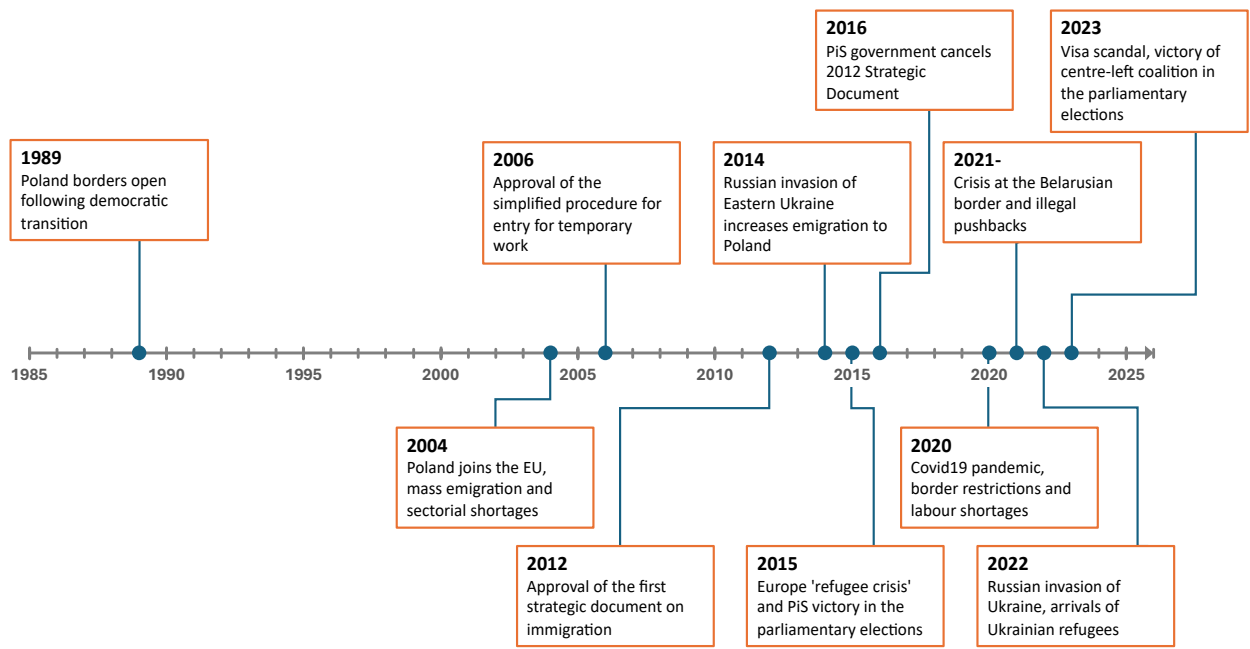 2016
PiS government cancels
2012 Strategic
Document
2023
Visa scandal, victory of
centre-left coalition in
the parliamentary
elections
1989
Poland borders open
following democratic
transition
2006
Approval of the
simplified procedure for
entry for temporary
work
2014
Russian invasion of
Eastern Ukraine
increases emigration to
Poland
2021-
Crisis at the Belarusian
border and illegal
pushbacks
1985 1990 1995 2000 2005 2010 2015 2020 2025
2004
Poland joins the EU,
mass emigration and
sectorial shortages
2020
Covid19 pandemic,
border restrictions and
labour shortages
2012
Approval of the first
strategic document on
immigration
2015
Europe 'refugee crisis'
and PiS victory in the
parliamentary elections
2022
Russian invasion of
Ukraine, arrivals of
Ukrainian refugees